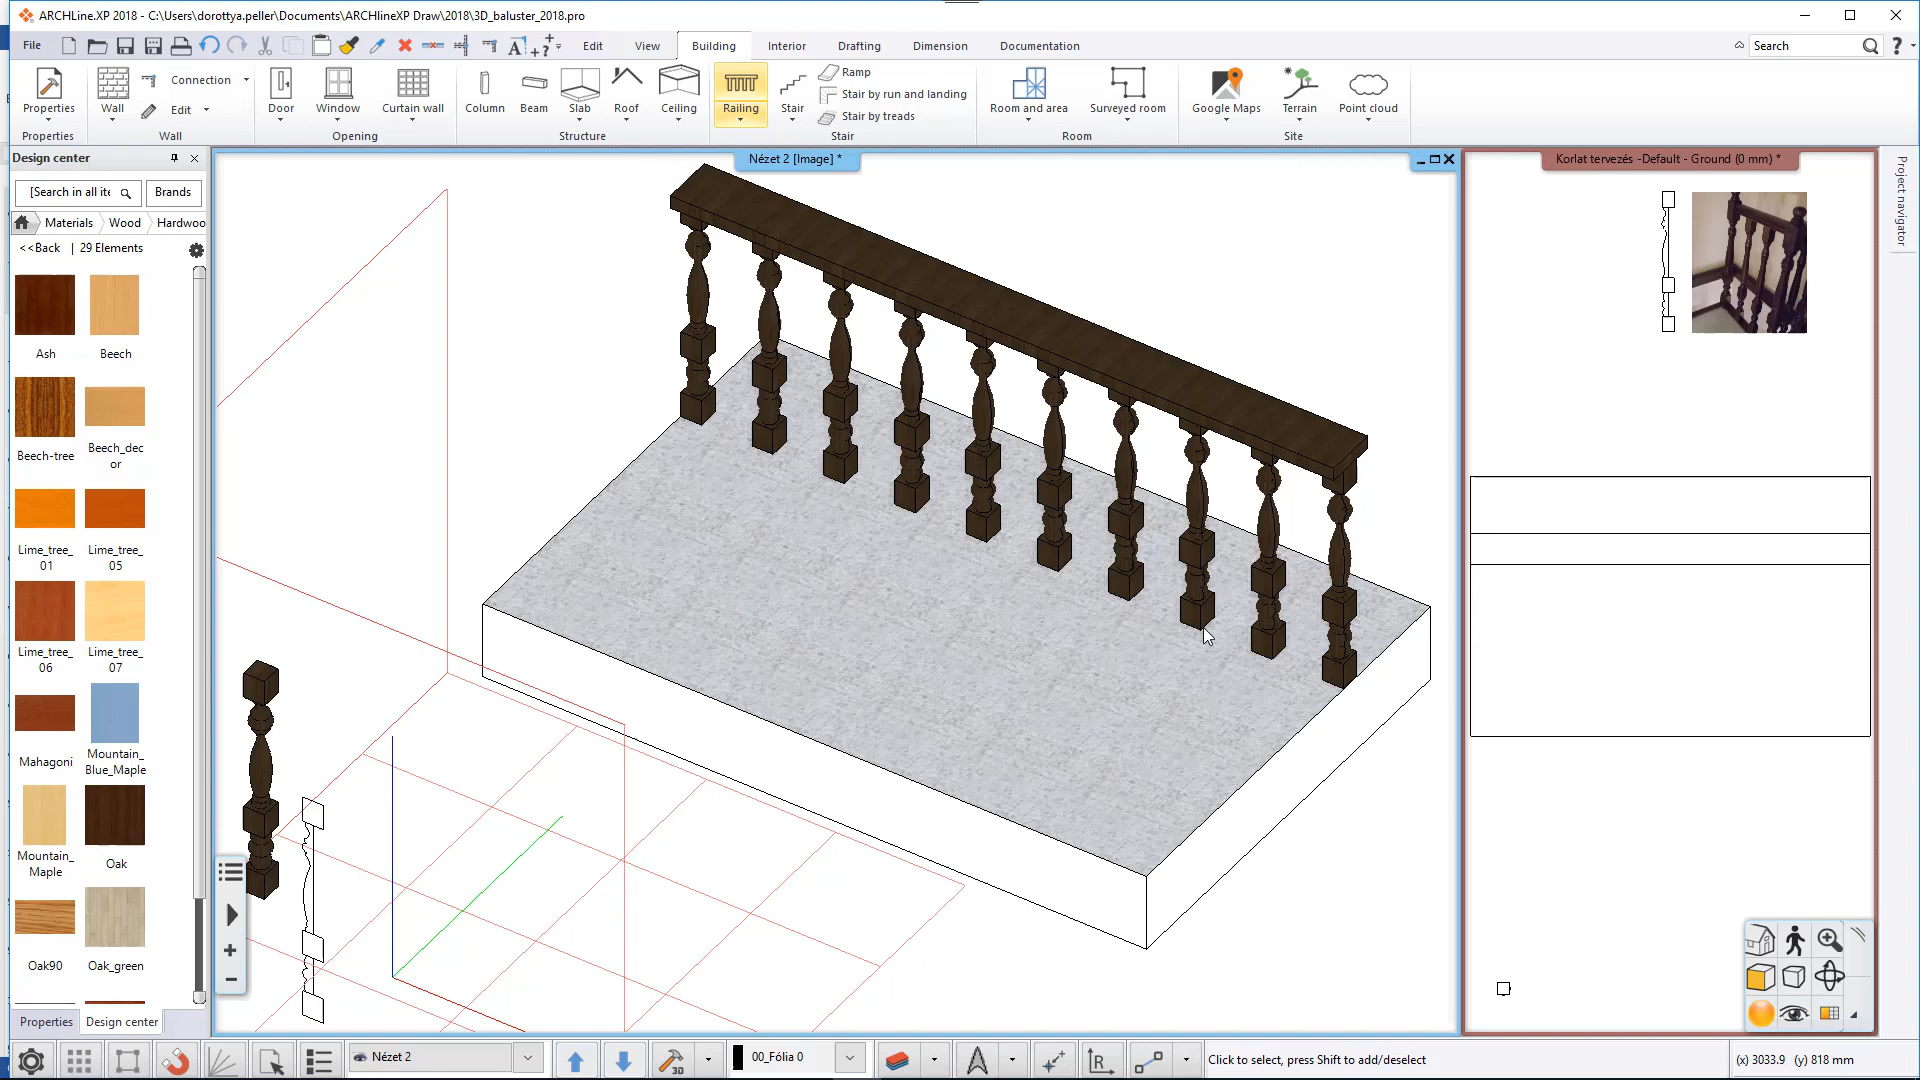 ARCHLine.XP 2018 - C:\Users\dorottya.peller\Documents\ARCHlineXP Draw\2018\3D_baluster_2018.pro
File Edit View Building Interior Drafting Dimension Documentation Search
Properties Wall Connection Edit Door Window Curtain wall Column Beam Slab Roof Ceiling Railing Stair Ramp Stair by run and landing Stair by treads Room and area Surveyed room Google Maps Terrain Point cloud
Properties Wall Opening Structure Stair Room Site
Design center
[Search in all ite Brands
Materials Wood Hardwoo
<<Back | 29 Elements
Ash Beech
Beech-tree Beech_dec
or
Lime_tree_ Lime_tree_
01 05
Lime_tree_ Lime_tree_
06 07
Mahagoni Mountain_
Blue_Maple
Mountain_ Oak
Maple
Oak90 Oak_green
Properties Design center
Nézet 2 [Image] *
Korlat tervezés -Default - Ground (0 mm) *
Project navigator
Nézet 2 3D 00_Fólia 0 R Click to select, press Shift to add/deselect (x) 3033.9 (y) 818 mm